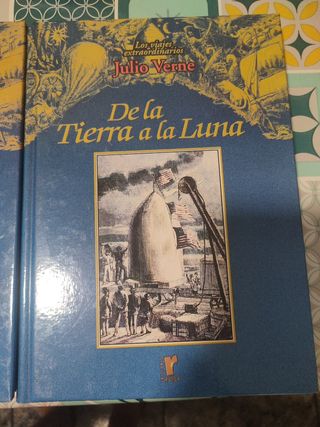 Los viajes
extraordinarios
Julio Verne
De la
Tierra a la Luna
r